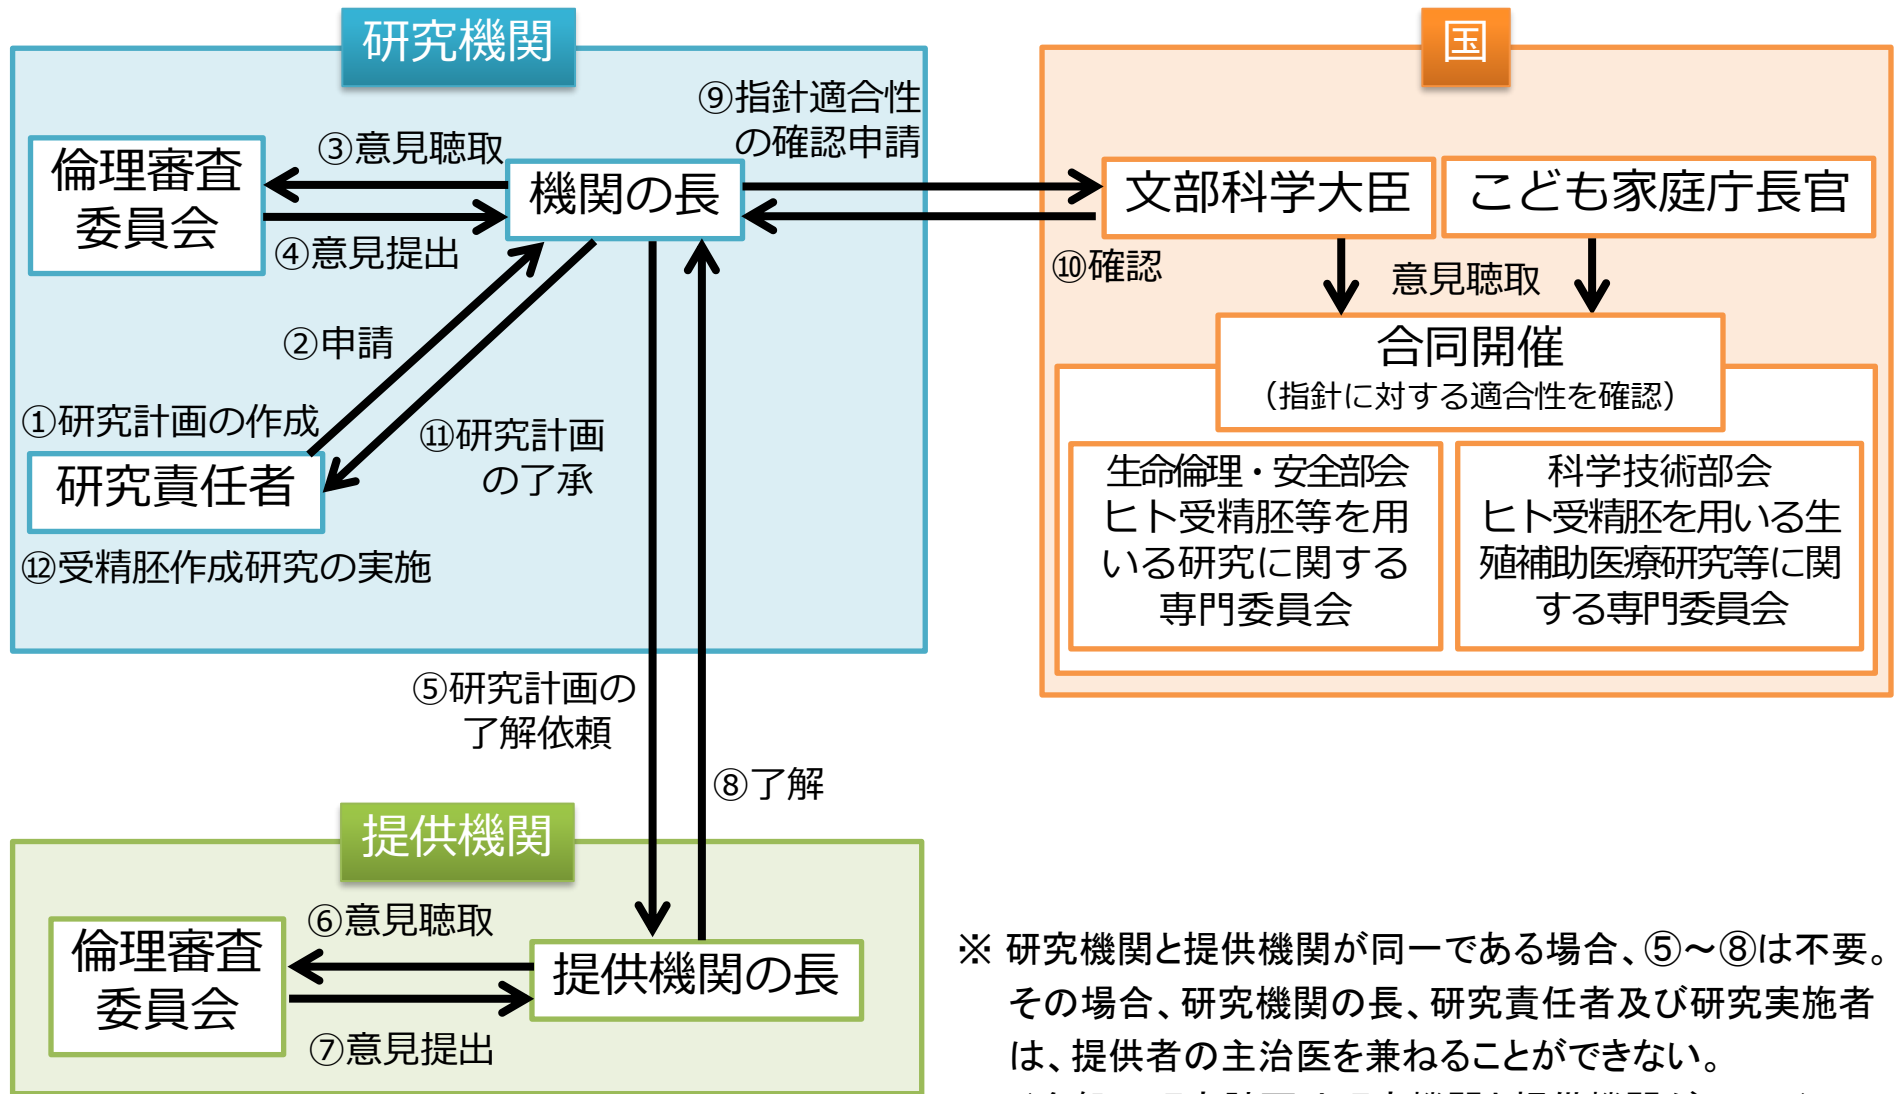 研究機関
③意見聴取
倫理審査
委員会
④意見提出
機関の長
⑨指針適合性
の確認申請
②申請
①研究計画の作成
研究責任者
⑫受精胚作成研究の実施
⑪研究計画
の了承
国
文部科学大臣
こども家庭庁長官
⑩確認
意見聴取
合同開催
（指針に対する適合性を確認）
生命倫理・安全部会
ヒト受精胚等を用
いる研究に関する
専門委員会
科学技術部会
ヒト受精胚を用いる生
殖補助医療研究等に関
する専門委員会
⑤研究計画の
了解依頼
⑧了解
提供機関
⑥意見聴取
倫理審査
委員会
⑦意見提出
提供機関の長
※ 研究機関と提供機関が同一である場合、⑤～⑧は不要。
その場合、研究機関の長、研究責任者及び研究実施者
は、提供者の主治医を兼ねることができない。